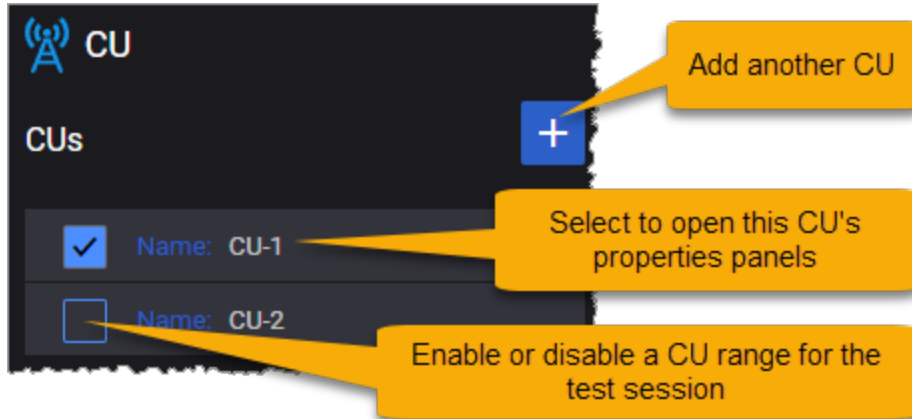 CU
Add another CU
CUs
Select to open this CU's
properties panels
Name: CU-1
Name: CU-2
Enable or disable a CU range for the
test session